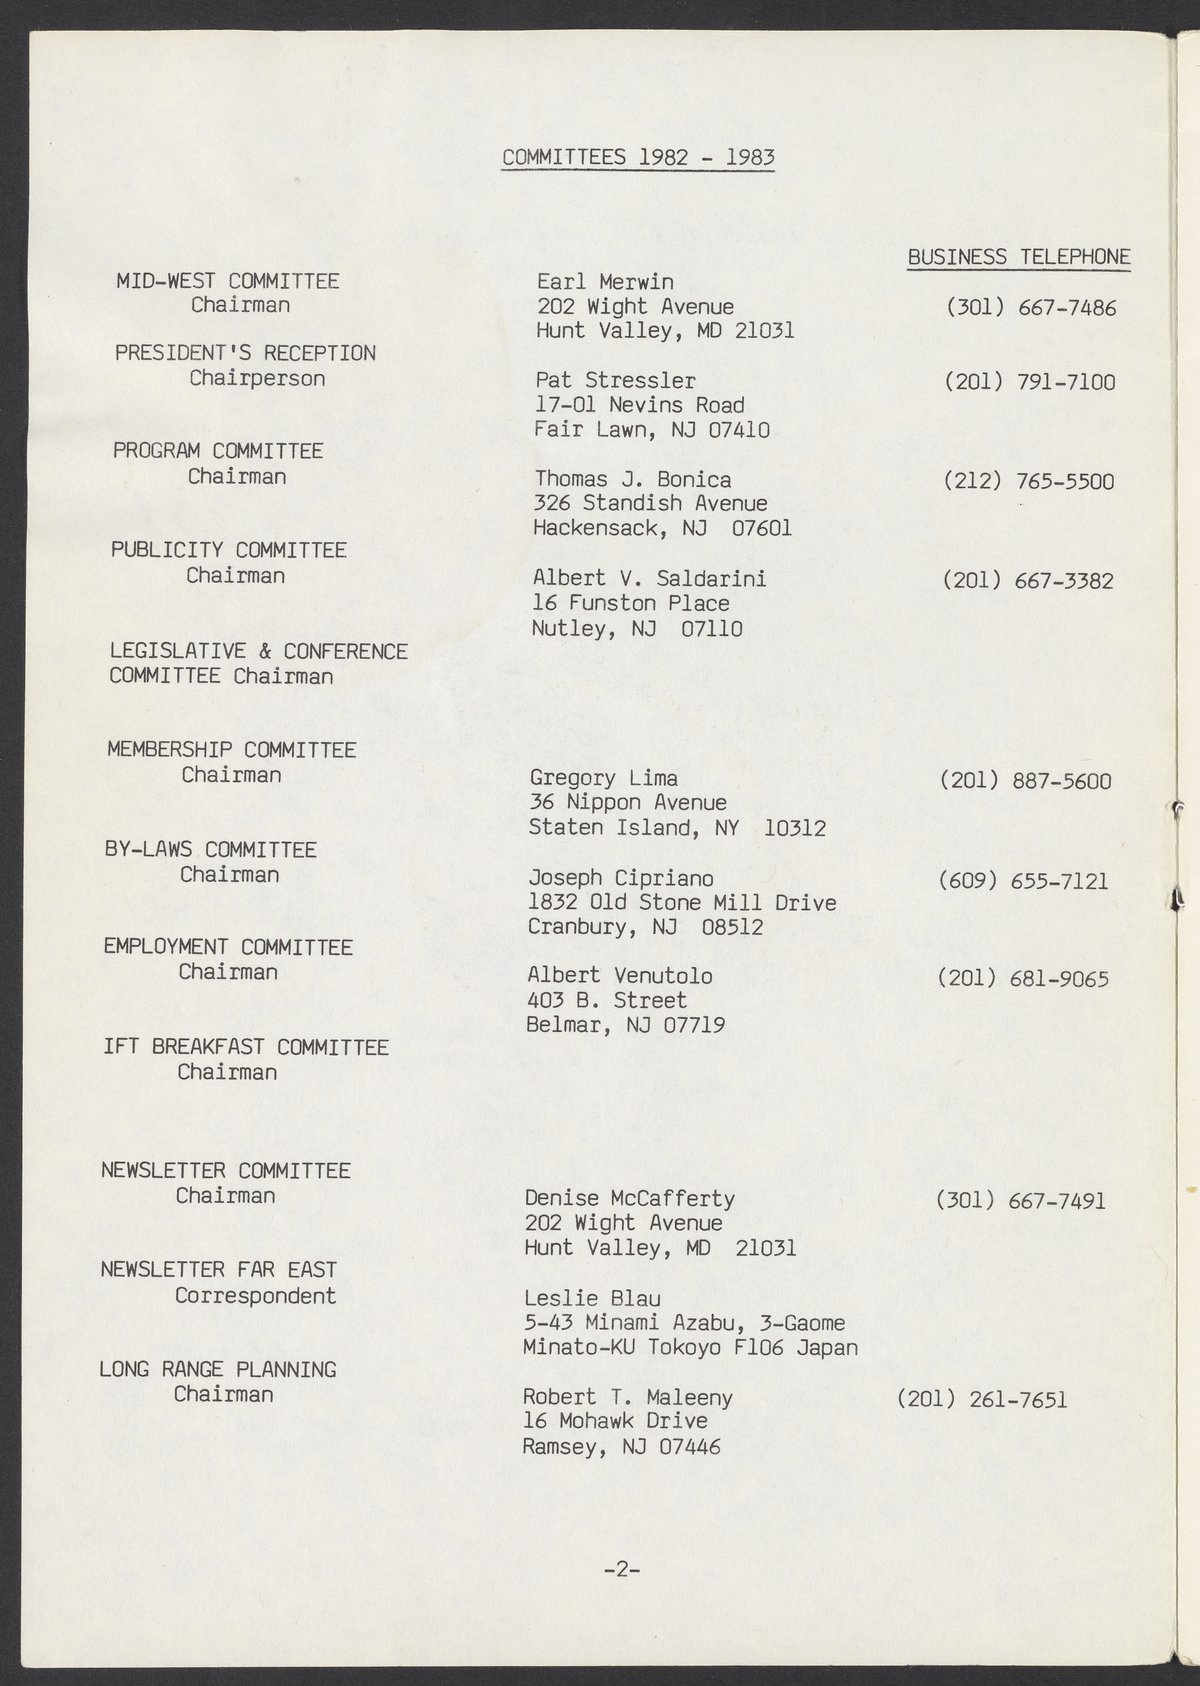 COMMITTEES 1982 - 1983
BUSINESS TELEPHONE
MID-WEST COMMITTEE
Chairman
Earl Merwin
202 Wight Avenue (301) 667-7486
Hunt Valley, MD 21031
PRESIDENT'S RECEPTION
Chairperson
Pat Stressler (201) 791-7100
17-01 Nevins Road
Fair Lawn, NJ 07410
PROGRAM COMMITTEE
Chairman
Thomas J. Bonica (212) 765-5500
326 Standish Avenue
Hackensack, NJ 07601
PUBLICITY COMMITTEE
Chairman
Albert V. Saldarini (201) 667-3382
16 Funston Place
Nutley, NJ 07110
LEGISLATIVE & CONFERENCE
COMMITTEE Chairman
MEMBERSHIP COMMITTEE
Chairman
Gregory Lima (201) 887-5600
36 Nippon Avenue
Staten Island, NY 10312
BY-LAWS COMMITTEE
Chairman
Joseph Cipriano (609) 655-7121
1832 Old Stone Mill Drive
Cranbury, NJ 08512
EMPLOYMENT COMMITTEE
Chairman
Albert Venutolo (201) 681-9065
403 B. Street
Belmar, NJ 07719
IFT BREAKFAST COMMITTEE
Chairman
NEWSLETTER COMMITTEE
Chairman
Denise McCafferty (301) 667-7491
202 Wight Avenue
Hunt Valley, MD 21031
NEWSLETTER FAR EAST
Correspondent
Leslie Blau
5-43 Minami Azabu, 3-Gaome
Minato-KU Tokoyo F106 Japan
LONG RANGE PLANNING
Chairman
Robert T. Maleeny (201) 261-7651
16 Mohawk Drive
Ramsey, NJ 07446
-2-